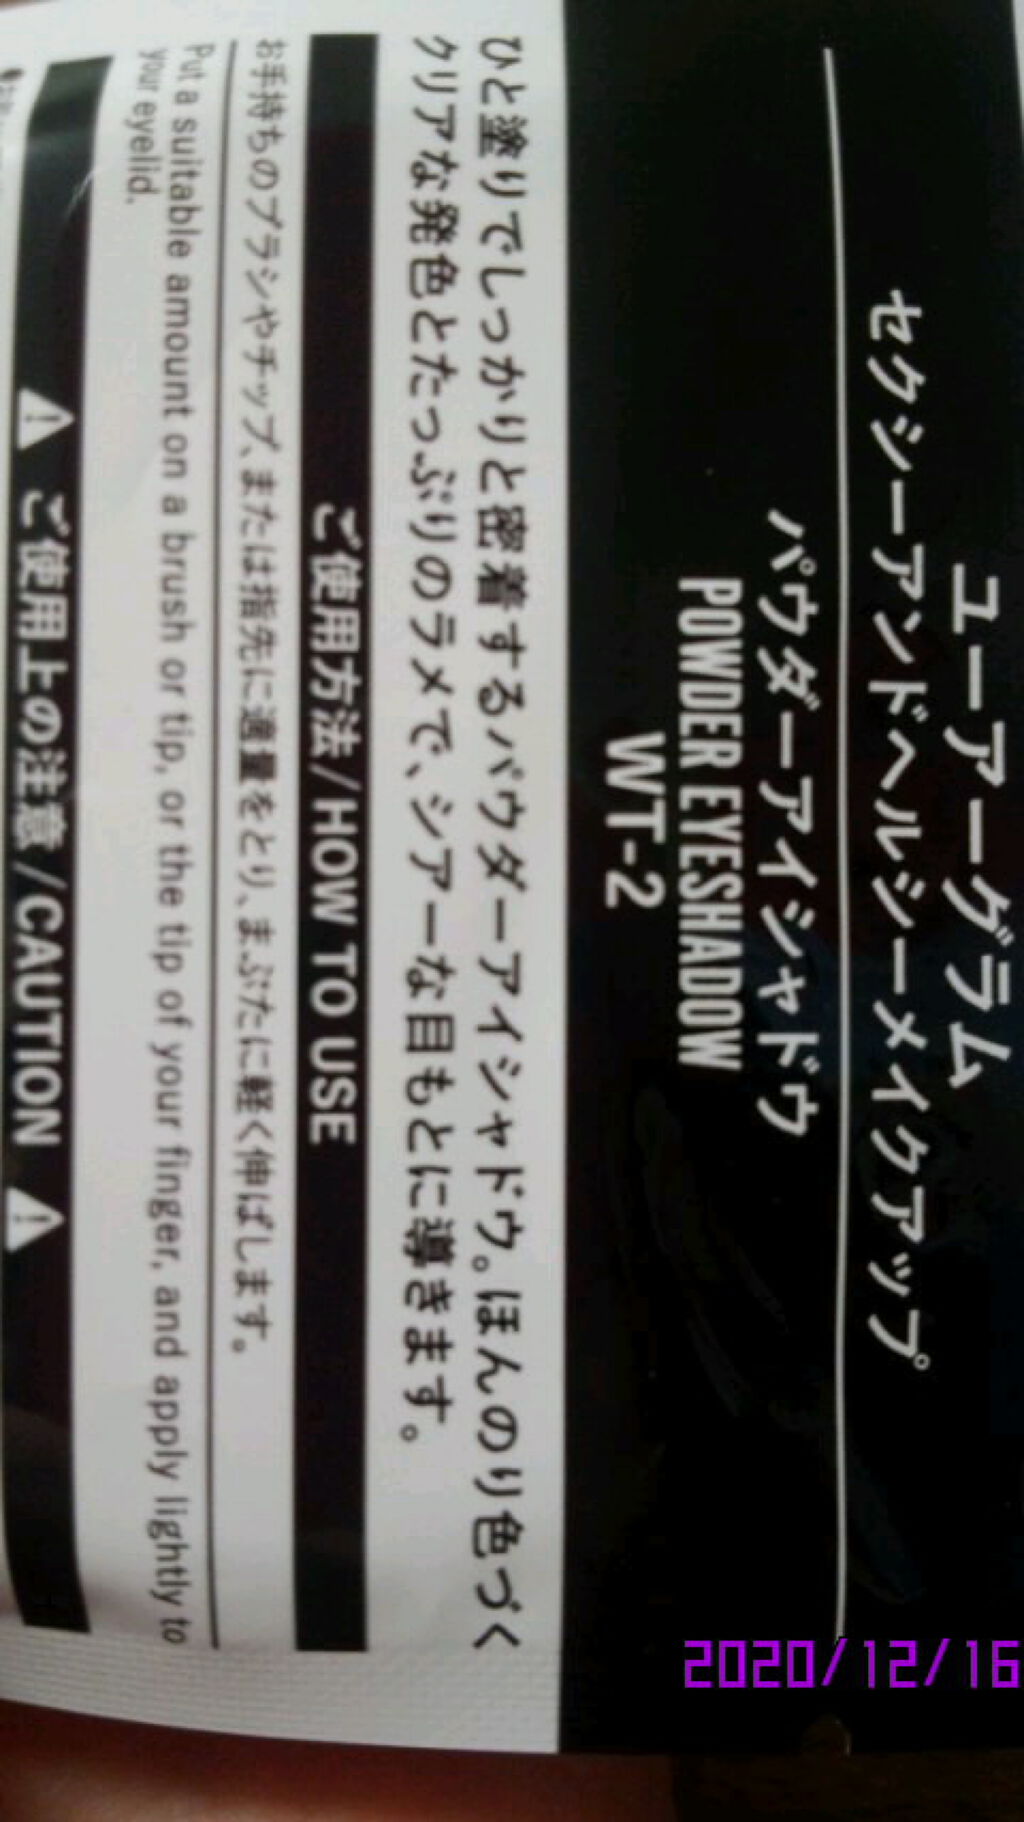 ユーアーグラム
セクシーアンドヘルシーメイクアップ
パウダーアイシャドウ
POWDER EYESHADOW
WT-2
ひと塗りでしっかりと密着するパウダーアイシャドウ。ほんのり色づく
クリアな発色とたっぷりのラメで、シアーな目もとに導きます。
ご使用方法/HOW TO USE
お手持ちのブラシやチップ、または指先に適量をとり、まぶたに軽く伸ばします。
Put a suitable amount on a brush or tip, or the tip of your finger, and apply lightly to
your eyelid.
ご使用上の注意/CAUTION
2020/12/16